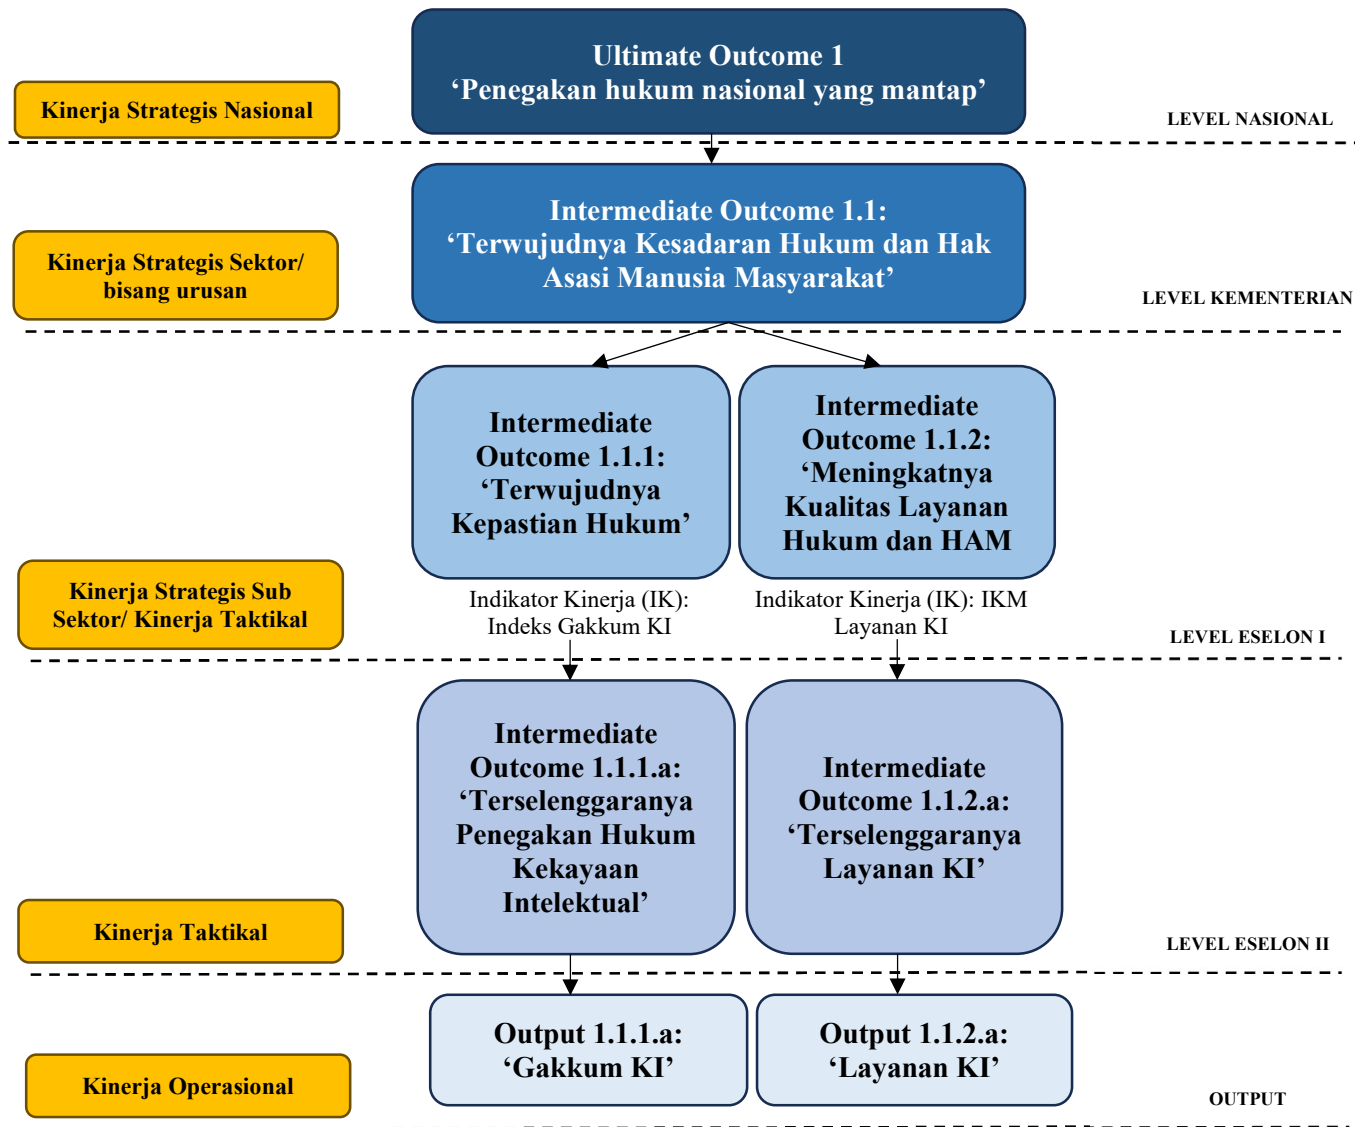 Ultimate Outcome 1
‘Penegakan hukum nasional yang mantap’
Kinerja Strategis Nasional
LEVEL NASIONAL
Intermediate Outcome 1.1:
‘Terwujudnya Kesadaran Hukum dan Hak
Asasi Manusia Masyarakat’
Kinerja Strategis Sektor/
bisang urusan
LEVEL KEMENTERIAN
Intermediate
Outcome 1.1.1:
‘Terwujudnya
Kepastian Hukum’
Intermediate
Outcome 1.1.2:
‘Meningkatnya
Kualitas Layanan
Hukum dan HAM
Kinerja Strategis Sub
Sektor/ Kinerja Taktikal
Indikator Kinerja (IK):
Indeks Gakkum KI
Indikator Kinerja (IK): IKM
Layanan KI
LEVEL ESELON I
Intermediate
Outcome 1.1.1.a:
‘Terselenggaranya
Penegakan Hukum
Kekayaan
Intelektual’
Intermediate
Outcome 1.1.2.a:
‘Terselenggaranya
Layanan KI’
Kinerja Taktikal
LEVEL ESELON II
Output 1.1.1.a:
‘Gakkum KI’
Output 1.1.2.a:
‘Layanan KI’
Kinerja Operasional
OUTPUT